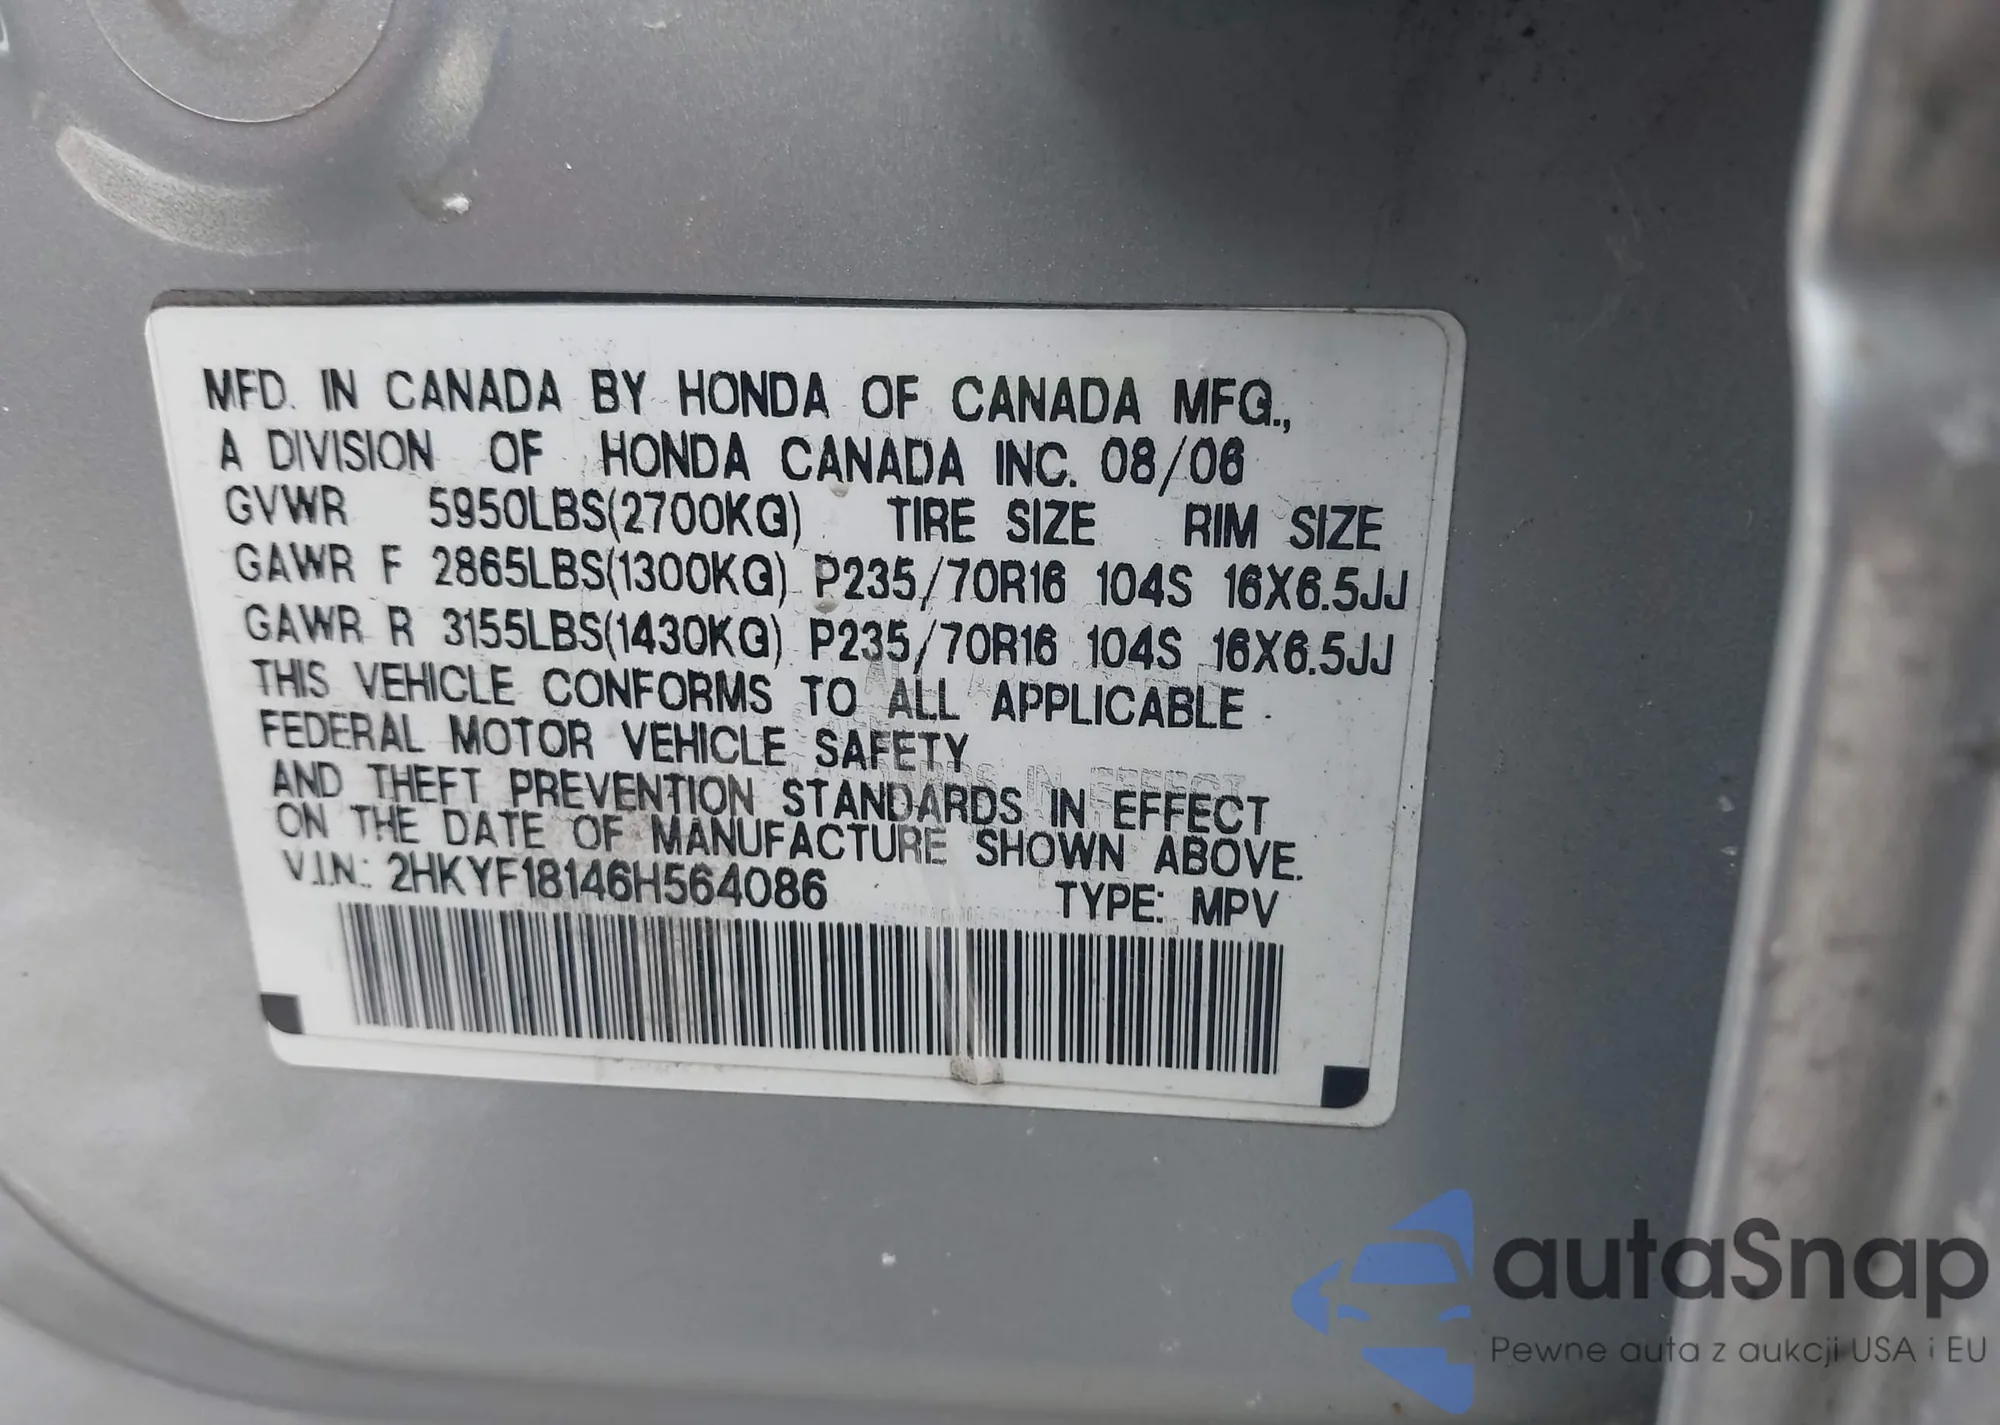 MFD. IN CANADA BY HONDA OF CANADA MFG.,
A DIVISION OF HONDA CANADA INC. 08/06
GVWR 5950LBS(2700KG) TIRE SIZE RIM SIZE
GAWR F 2865LBS(1300KG) P235/70R16 104S 16X6.5JJ
GAWR R 3155LBS(1430KG) P235/70R16 104S 16X6.5JJ
THIS VEHICLE CONFORMS TO ALL APPLICABLE
FEDERAL MOTOR VEHICLE SAFETY
AND THEFT PREVENTION STANDARDS IN EFFECT
ON THE DATE OF MANUFACTURE SHOWN ABOVE.
V.I.N.: 2HKYF18146H564086 TYPE: MPV
autaSnap
Pewne auta z aukcji USA i EU